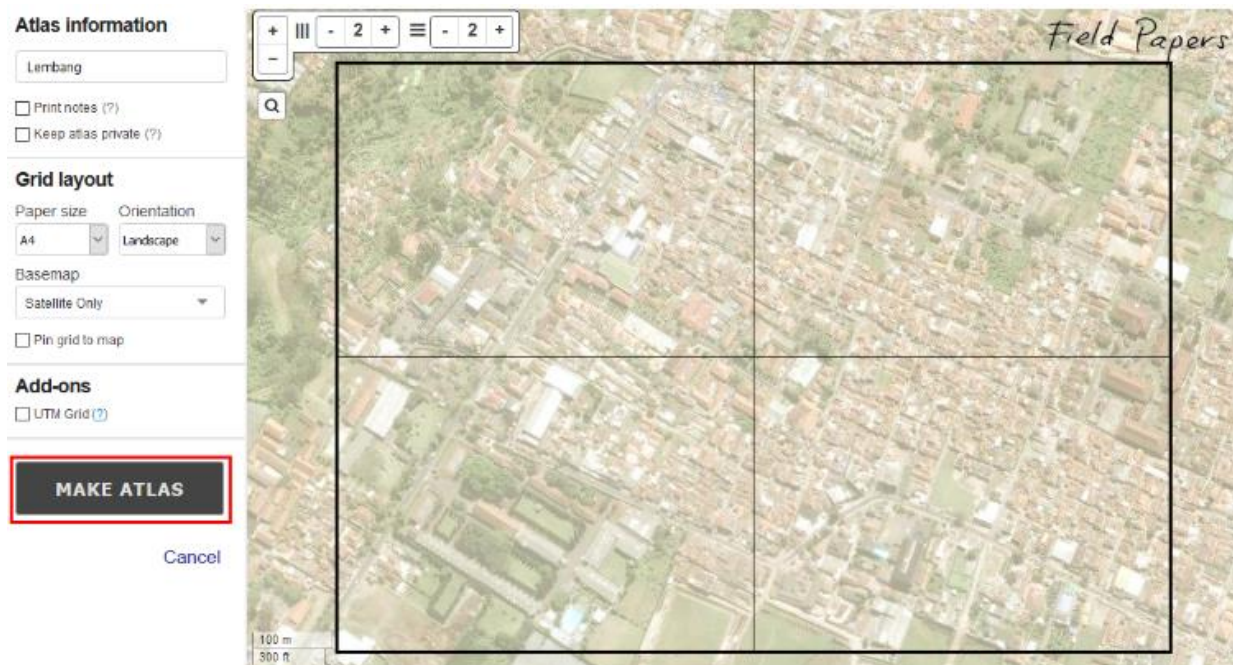 Atlas information
Lembang
Print notes (?)
Keep atlas private (?)
Grid layout
Paper size Orientation
A4 Landscape
Basemap
Satellite Only
Pin grid to map
Add-ons
UTM Grid (?)
MAKE ATLAS
Cancel
+ - 2 + - 2 +
-
Field Papers
100 m
300 ft